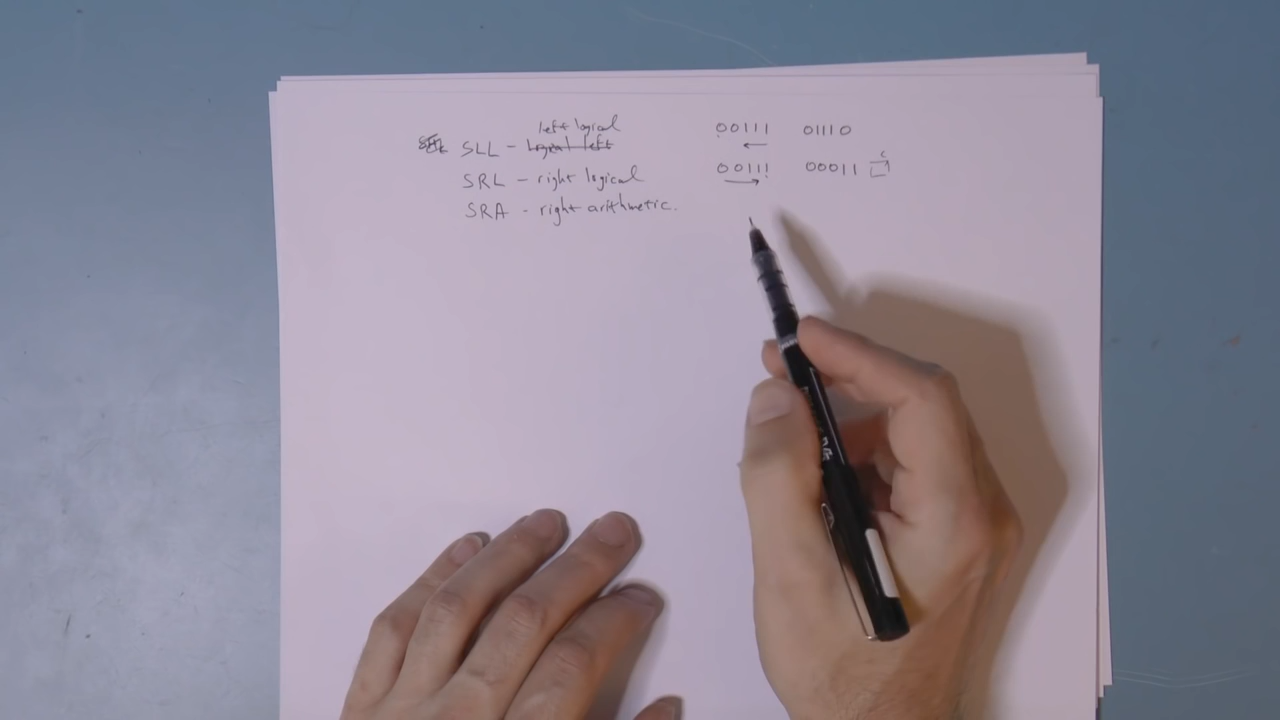 left logical
SLL - logical left 00111 01110
SRL - right logical 00111 00011 c
SRA - right arithmetic.